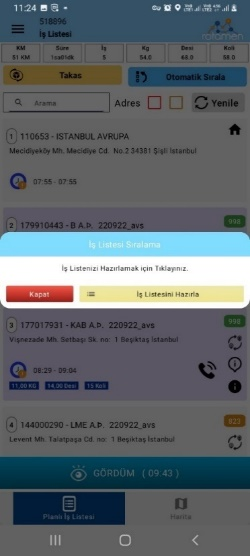 11:24
518896
İş Listesi
rotamen
KM Süre İş Kg Desi Koli
51 KM 1saitidk 5 54.0 63.0 58.0
Takas Otomatik Sırala
Arama Adres Yenile
1 110653 - ISTANBUL AVRUPA
Mecidiyeköy Mh. Mecidiye Cd. No.2 34381 Şişli İstanbul
07:55 - 07:55
2 179910443 - B A.Þ. 220922_avs 998
İş Listesi Sıralama
İş Listenizi Hazırlamak için Tıklayınız.
Kapat İş Listesini Hazırla
3 177017931 - KAB A.Þ. 220922_avs 998
Vişnezade Mh. Setbaşı Sk. no: 1 Beşiktaş İstanbul
08:29 - 09:04
11,00 KG 14,00 Desi 15 Koli
4 144000290 - LME A.Þ. 220922_avs 823
Levent Mh. Talatpaşa Cd. no: 1 Beşiktaş İstanbul
GÖRDÜM ( 09:43 )
Planlı İş Listesi Harita